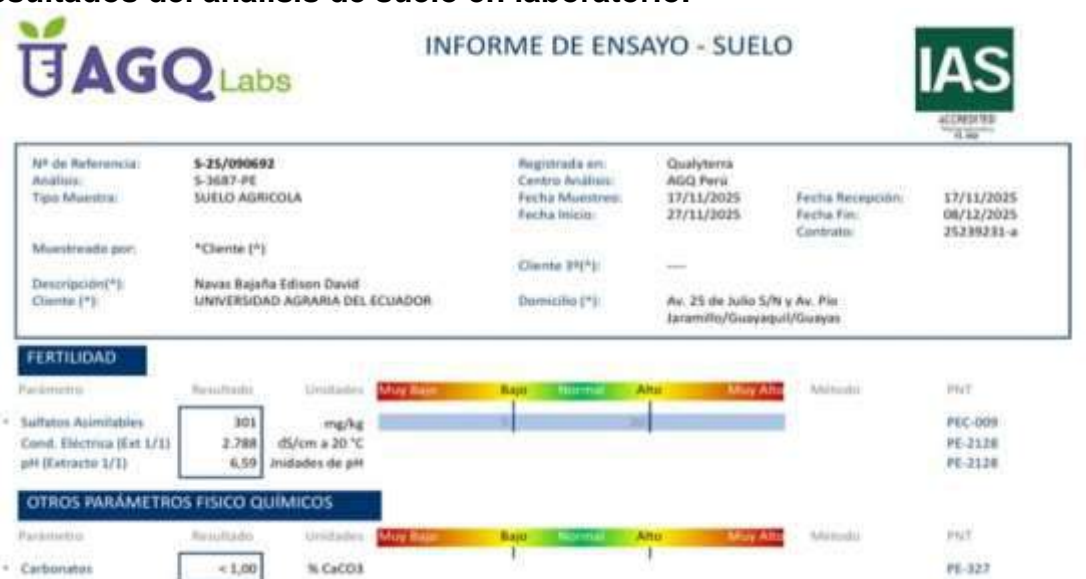 resultados del análisis de suelo en laboratorio:
AGQ Labs
INFORME DE ENSAYO - SUELO
IAS
ACCREDITED
Nº de Referencia: S-25/090692 Registrada en: Qualyterra
Análisis: S-3687-PE Centro Análisis: AGQ Perú
Tipo Muestra: SUELO AGRICOLA Fecha Muestreo: 17/11/2025 Fecha Recepción: 17/11/2025
Fecha Inicio: 27/11/2025 Fecha Fin: 08/12/2025
Contrato: 25239231-a
Muestreado por: *Cliente (^)
Cliente 3º(^): ----
Descripción(^): Navas Bajaña Edison David
Cliente (^): UNIVERSIDAD AGRARIA DEL ECUADOR Domicilio (^): Av. 25 de Julio S/N y Av. Pio
Jaramillo/Guayaquil/Guayas
FERTILIDAD
Parámetro Resultado Unidades Muy Bajo Bajo Normal Alto Muy Alto Método PNT
* Sulfatos Asimilables 301 mg/kg PEC-009
Cond. Eléctrica (Ext 1/1) 2.788 dS/cm a 20 °C PE-2128
pH (Extracto 1/1) 6,59 Unidades de pH PE-2128
OTROS PARÁMETROS FISICO QUÍMICOS
Parámetro Resultado Unidades Muy Bajo Bajo Normal Alto Muy Alto Método PNT
* Carbonatos < 1,00 % CaCO3 PE-327